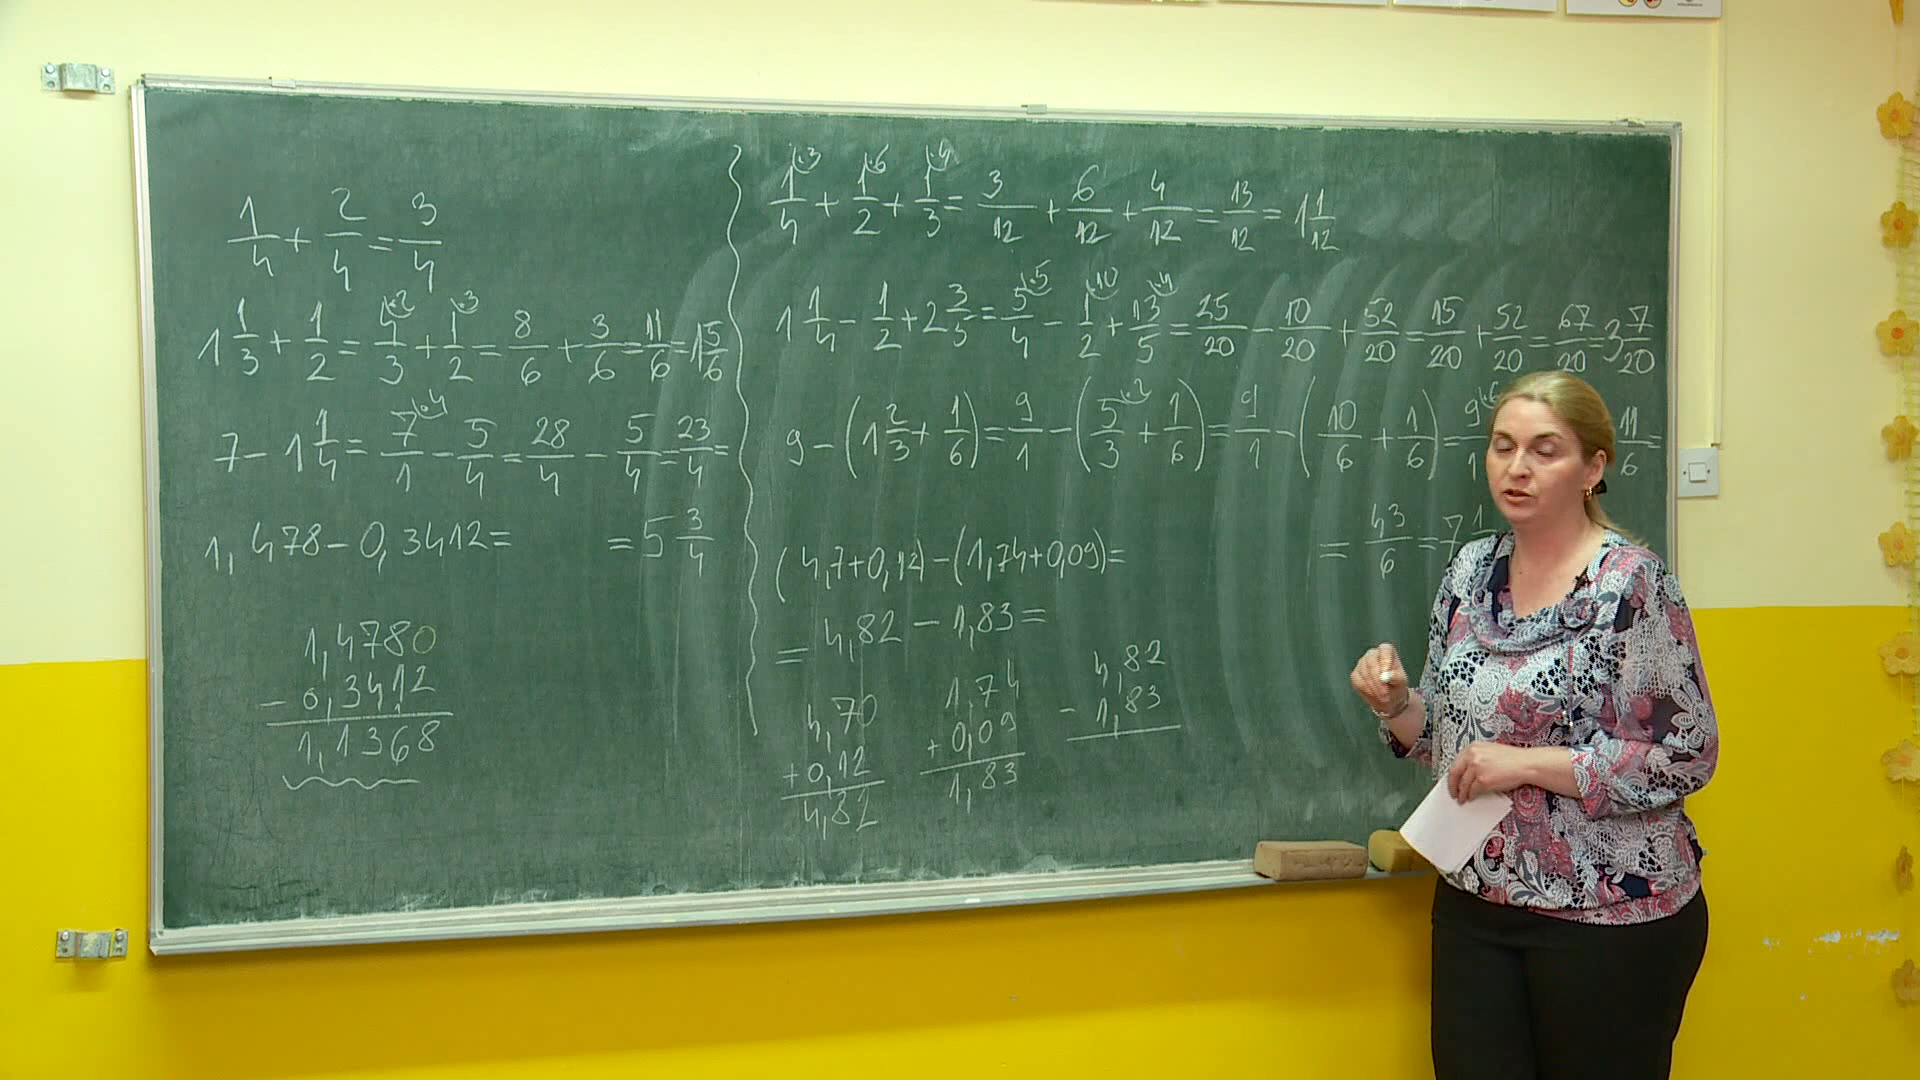 1/4 + 2/4 = 3/4
1 1/3 + 1/2 = 4/3 + 1/2 = 8/6 + 3/6 = 11/6 = 1 5/6
7 - 1 1/4 = 7/1 - 5/4 = 28/4 - 5/4 = 23/4 =
= 5 3/4
1,478 - 0,3412 =
1,4780
- 0,3412
1,1368
1/4 + 1/2 + 1/3 = 3/12 + 6/12 + 4/12 = 13/12 = 1 1/12
1 1/4 - 1/2 + 2 3/5 = 5/4 - 1/2 + 13/5 = 25/20 - 10/20 + 52/20 = 15/20 + 52/20 = 67/20 = 3 7/20
9 - (1 2/3 + 1/6) = 9/1 - (5/3 + 1/6) = 9/1 - (10/6 + 1/6) = 9/1 11/6 =
= 43/6 = 7 1
(4,7 + 0,12) - (1,74 + 0,09) =
= 4,82 - 1,83 =
4,70
+ 0,12
4,82
1,74
+ 0,09
1,83
4,82
- 1,83